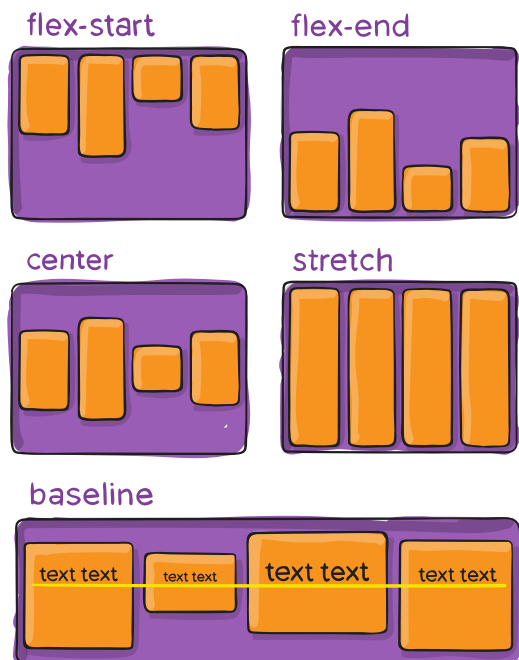 flex-start
flex-end
center
stretch
baseline
text text
text text
text text
text text